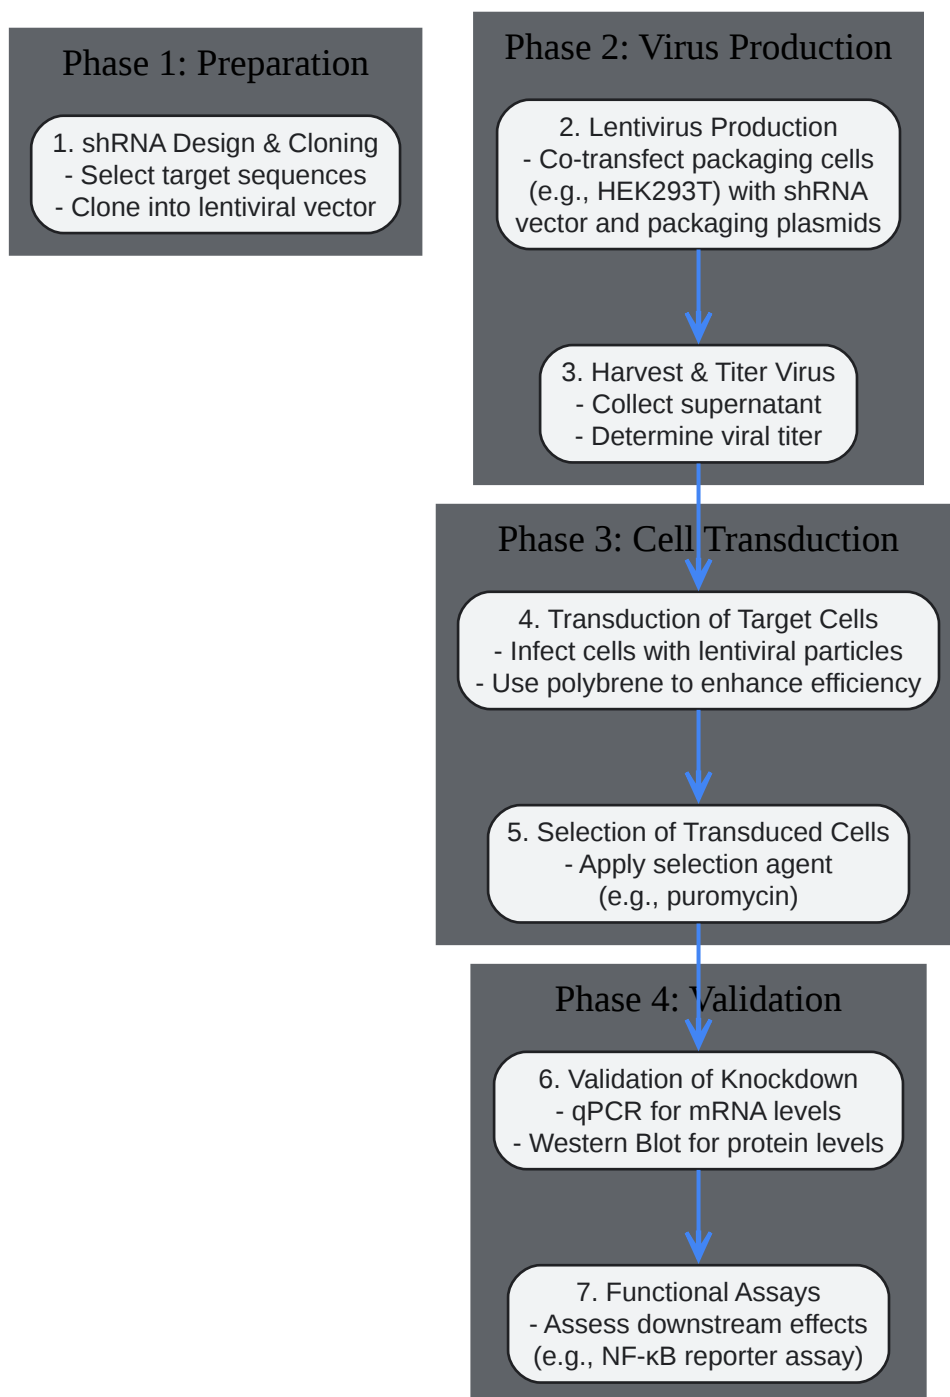 Phase 1: Preparation
1. shRNA Design & Cloning
- Select target sequences
- Clone into lentiviral vector
Phase 2: Virus Production
2. Lentivirus Production
- Co-transfect packaging cells
(e.g., HEK293T) with shRNA
vector and packaging plasmids
3. Harvest & Titer Virus
- Collect supernatant
- Determine viral titer
Phase 3: Cell Transduction
4. Transduction of Target Cells
- Infect cells with lentiviral particles
- Use polybrene to enhance efficiency
5. Selection of Transduced Cells
- Apply selection agent
(e.g., puromycin)
Phase 4: Validation
6. Validation of Knockdown
- qPCR for mRNA levels
- Western Blot for protein levels
7. Functional Assays
- Assess downstream effects
(e.g., NF-κB reporter assay)